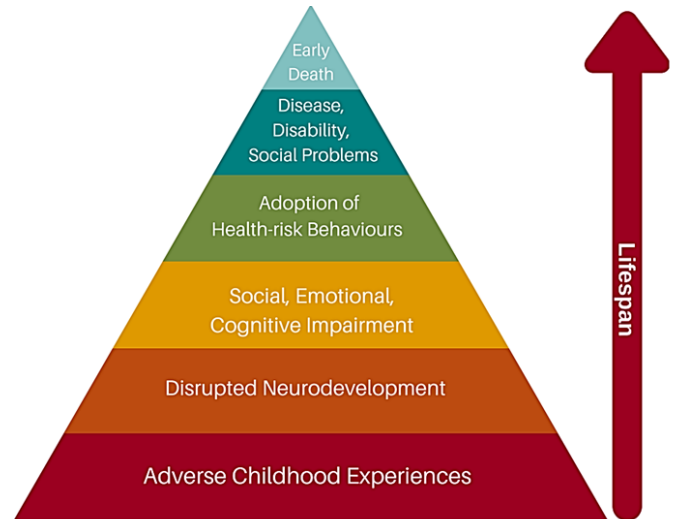 Early
Death
Disease,
Disability,
Social Problems
Adoption of
Health-risk Behaviours
Social, Emotional,
Cognitive Impairment
Disrupted Neurodevelopment
Adverse Childhood Experiences
Lifespan